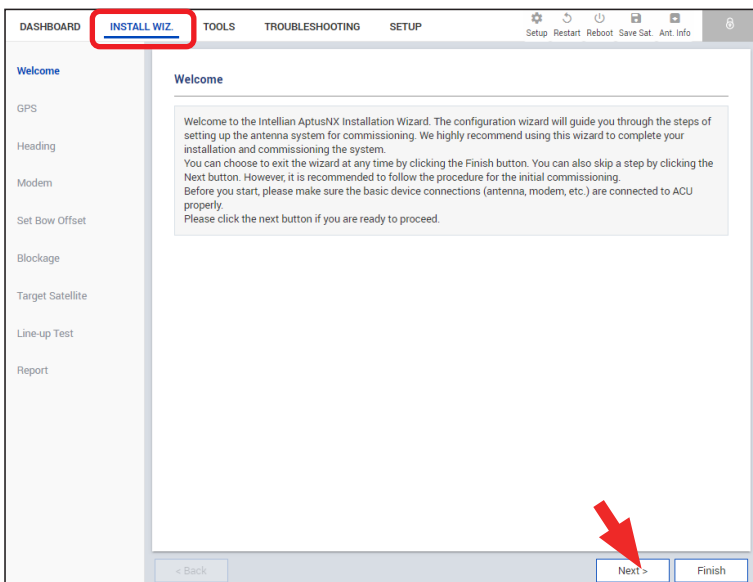 DASHBOARD INSTALL WIZ. TOOLS TROUBLESHOOTING SETUP
Setup Restart Reboot Save Sat. Ant. Info
Welcome
GPS
Heading
Modem
Set Bow Offset
Blockage
Target Satellite
Line-up Test
Report
Welcome
Welcome to the Intellian AptusNX Installation Wizard. The configuration wizard will guide you through the steps of
setting up the antenna system for commissioning. We highly recommend using this wizard to complete your
installation and commissioning the system.
You can choose to exit the wizard at any time by clicking the Finish button. You can also skip a step by clicking the
Next button. However, it is recommended to follow the procedure for the initial commissioning.
Before you start, please make sure the basic device connections (antenna, modem, etc.) are connected to ACU
properly.
Please click the next button if you are ready to proceed.
< Back Next > Finish